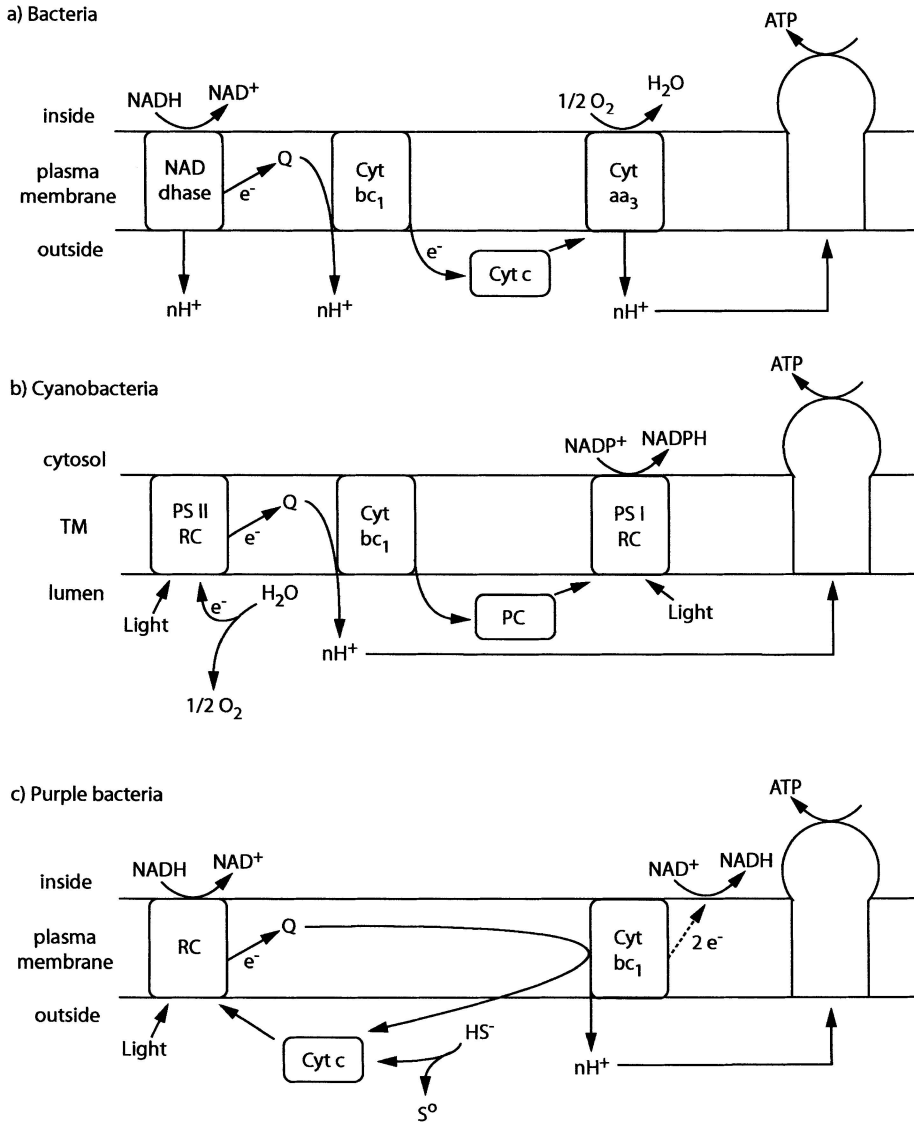 a) Bacteria
ATP
NADH
NAD+
1/2 O2
H2O
inside
plasma
membrane
outside
NAD
dhase
e-
Q
Cyt
bc1
Cyt
aa3
e-
Cyt c
nH+
nH+
nH+
b) Cyanobacteria
ATP
NADP+
NADPH
cytosol
TM
lumen
PS II
RC
e-
Q
Cyt
bc1
PS I
RC
Light
e-
H2O
PC
Light
nH+
1/2 O2
c) Purple bacteria
ATP
NADH
NAD+
NAD+
NADH
inside
plasma
membrane
outside
RC
e-
Q
Cyt
bc1
2 e-
Light
Cyt c
HS-
nH+
So